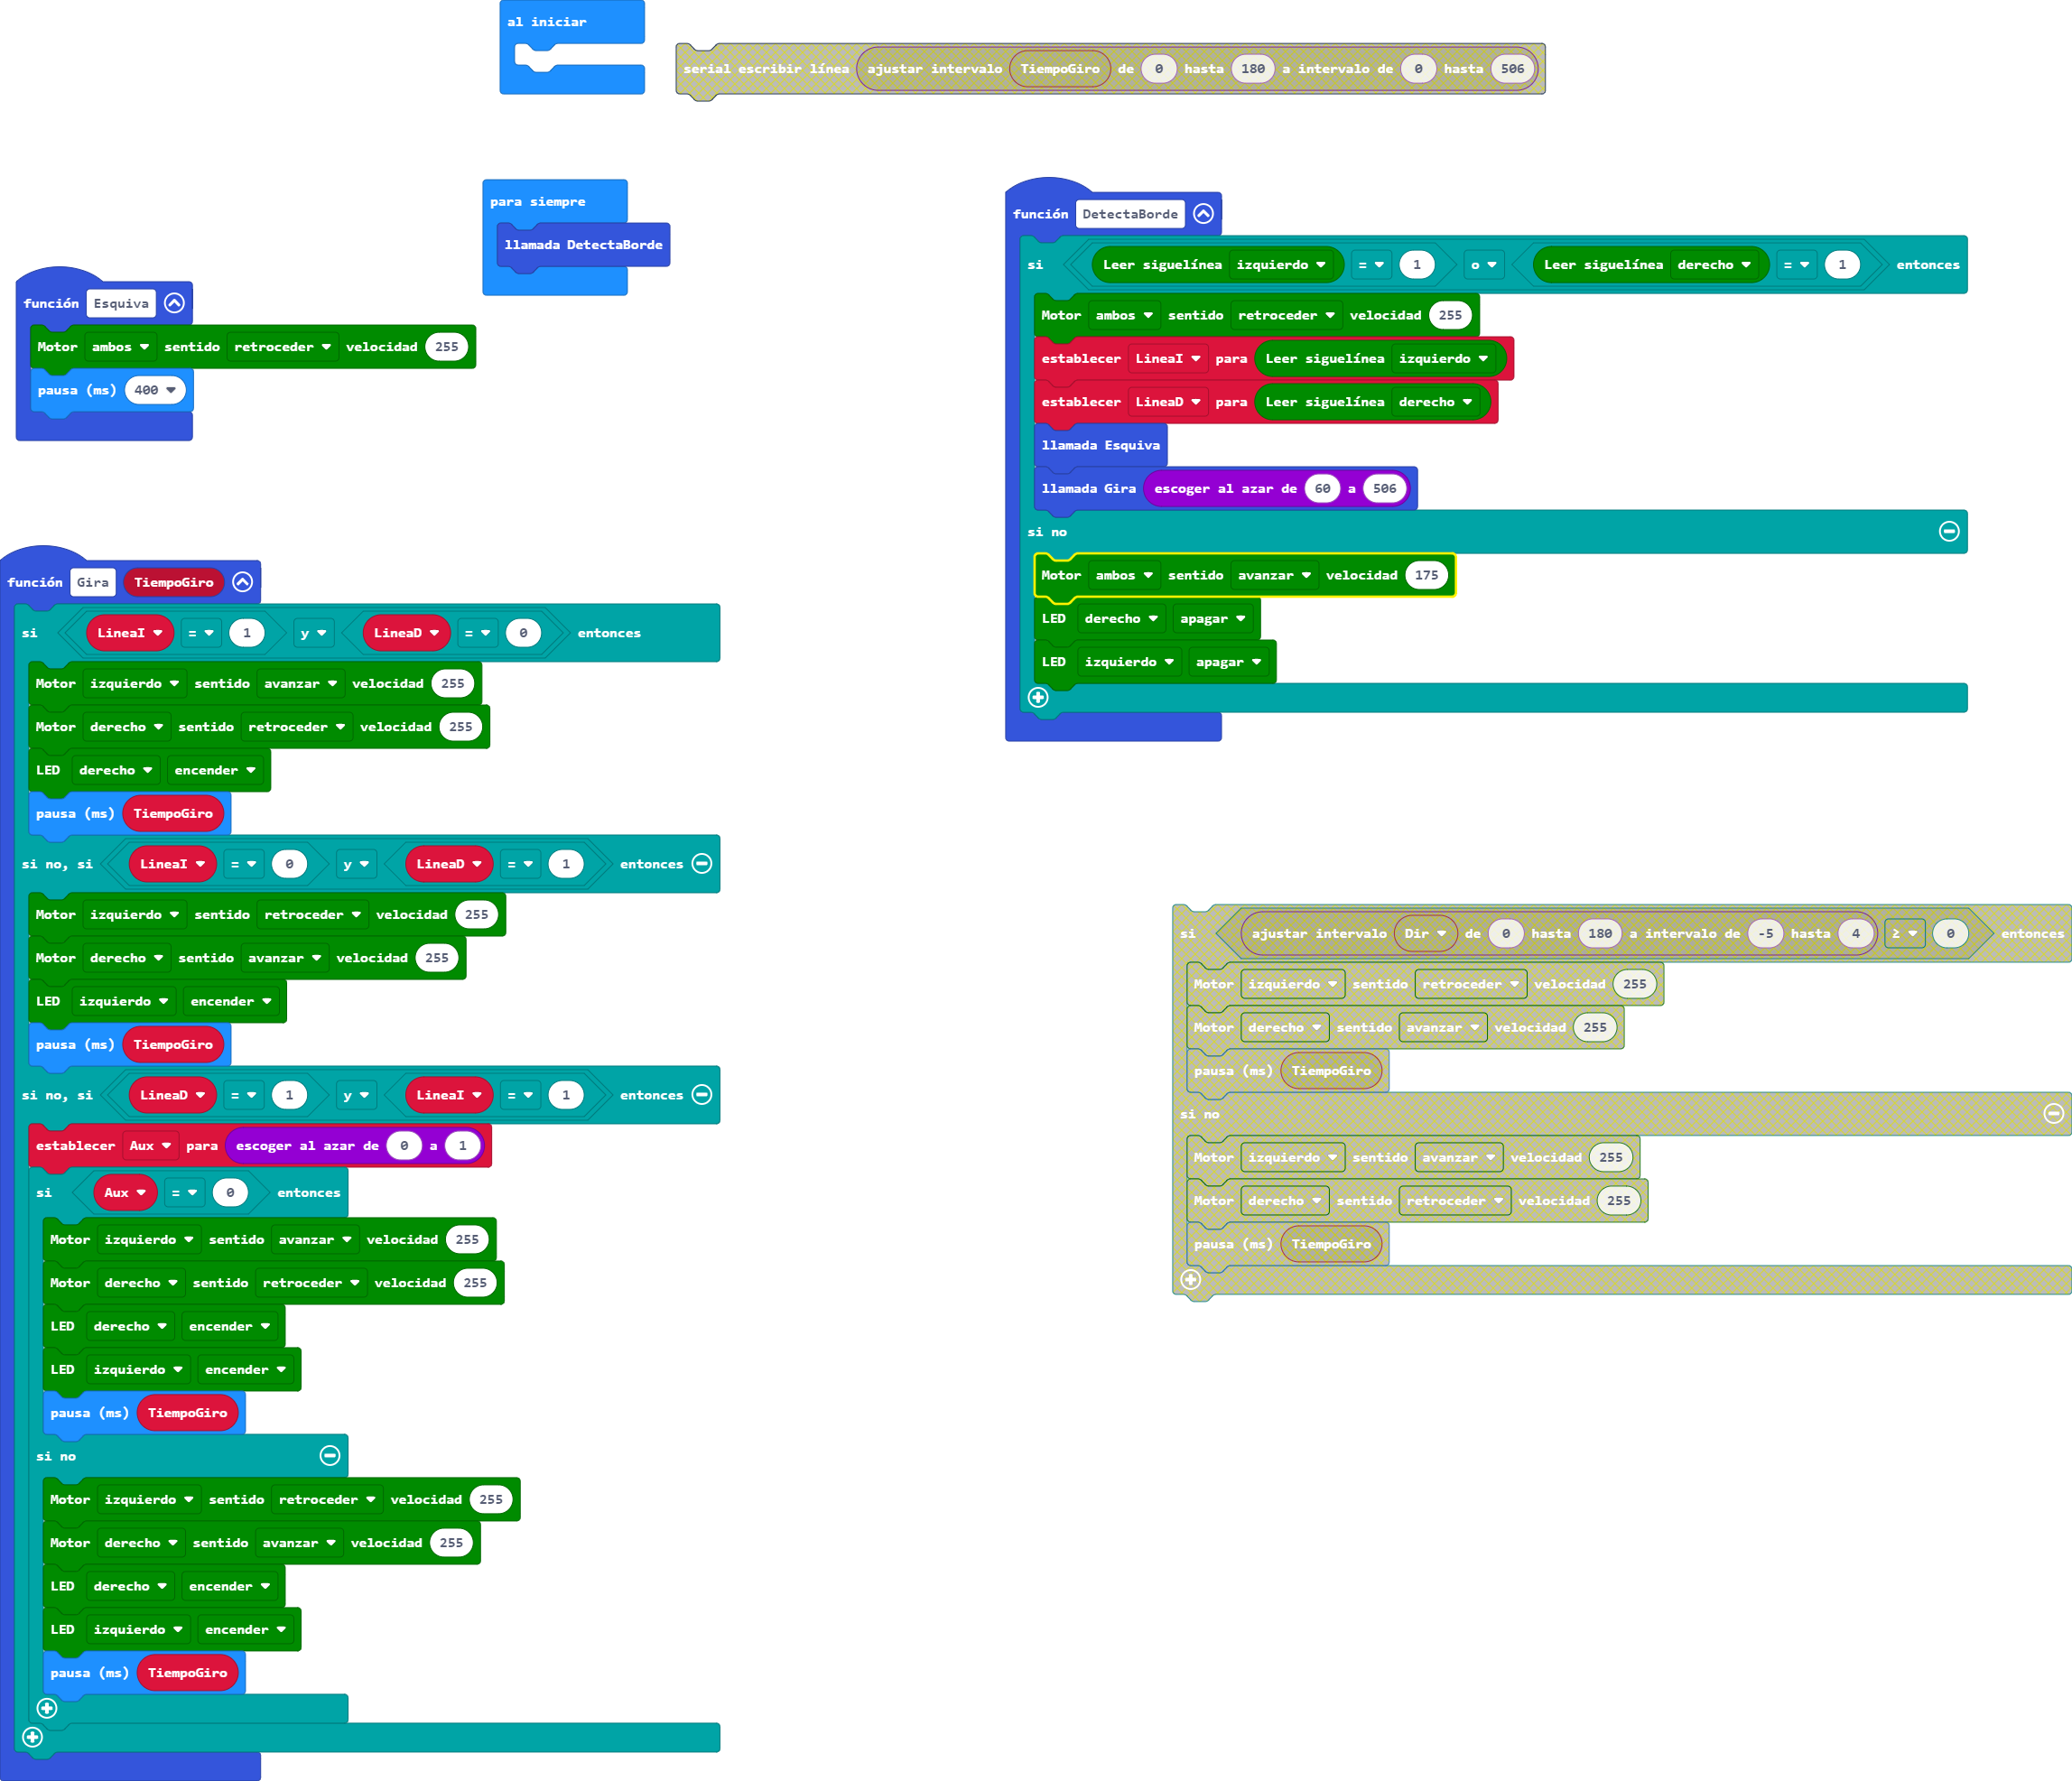 al iniciar
serial escribir línea ajustar intervalo TiempoGiro de 0 hasta 180 a intervalo de 0 hasta 506
para siempre
llamada DetectaBorde
función Esquiva
Motor ambos sentido retroceder velocidad 255
pausa (ms) 400
función DetectaBorde
si Leer siguelínea izquierdo = 1 o Leer siguelínea derecho = 1 entonces
Motor ambos sentido retroceder velocidad 255
establecer LineaI para Leer siguelínea izquierdo
establecer LineaD para Leer siguelínea derecho
llamada Esquiva
llamada Gira escoger al azar de 60 a 506
si no
Motor ambos sentido avanzar velocidad 175
LED derecho apagar
LED izquierdo apagar
función Gira TiempoGiro
si LineaI = 1 y LineaD = 0 entonces
Motor izquierdo sentido avanzar velocidad 255
Motor derecho sentido retroceder velocidad 255
LED derecho encender
pausa (ms) TiempoGiro
si no, si LineaI = 0 y LineaD = 1 entonces
Motor izquierdo sentido retroceder velocidad 255
Motor derecho sentido avanzar velocidad 255
LED izquierdo encender
pausa (ms) TiempoGiro
si no, si LineaD = 1 y LineaI = 1 entonces
establecer Aux para escoger al azar de 0 a 1
si Aux = 0 entonces
Motor izquierdo sentido avanzar velocidad 255
Motor derecho sentido retroceder velocidad 255
LED derecho encender
LED izquierdo encender
pausa (ms) TiempoGiro
si no
Motor izquierdo sentido retroceder velocidad 255
Motor derecho sentido avanzar velocidad 255
LED derecho encender
LED izquierdo encender
pausa (ms) TiempoGiro
si ajustar intervalo Dir de 0 hasta 180 a intervalo de -5 hasta 4 ≥ 0 entonces
Motor izquierdo sentido retroceder velocidad 255
Motor derecho sentido avanzar velocidad 255
pausa (ms) TiempoGiro
si no
Motor izquierdo sentido avanzar velocidad 255
Motor derecho sentido retroceder velocidad 255
pausa (ms) TiempoGiro